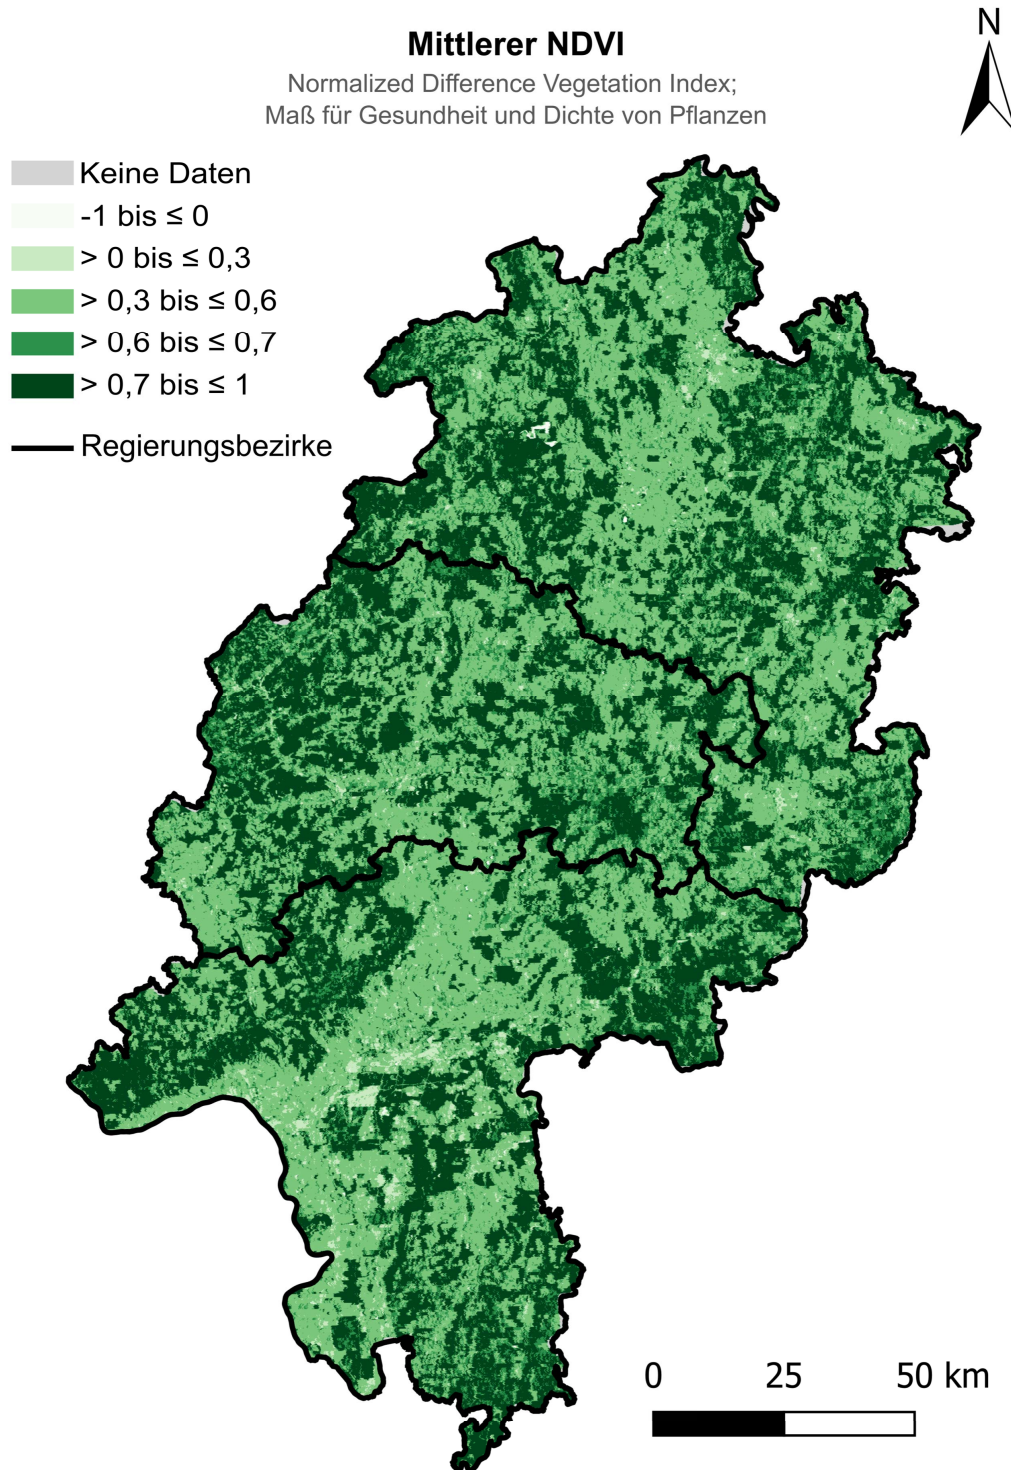 Mittlerer NDVI
Normalized Difference Vegetation Index;
Maß für Gesundheit und Dichte von Pflanzen
N
Keine Daten
-1 bis ≤ 0
> 0 bis ≤ 0,3
> 0,3 bis ≤ 0,6
> 0,6 bis ≤ 0,7
> 0,7 bis ≤ 1
Regierungsbezirke
0 25 50 km